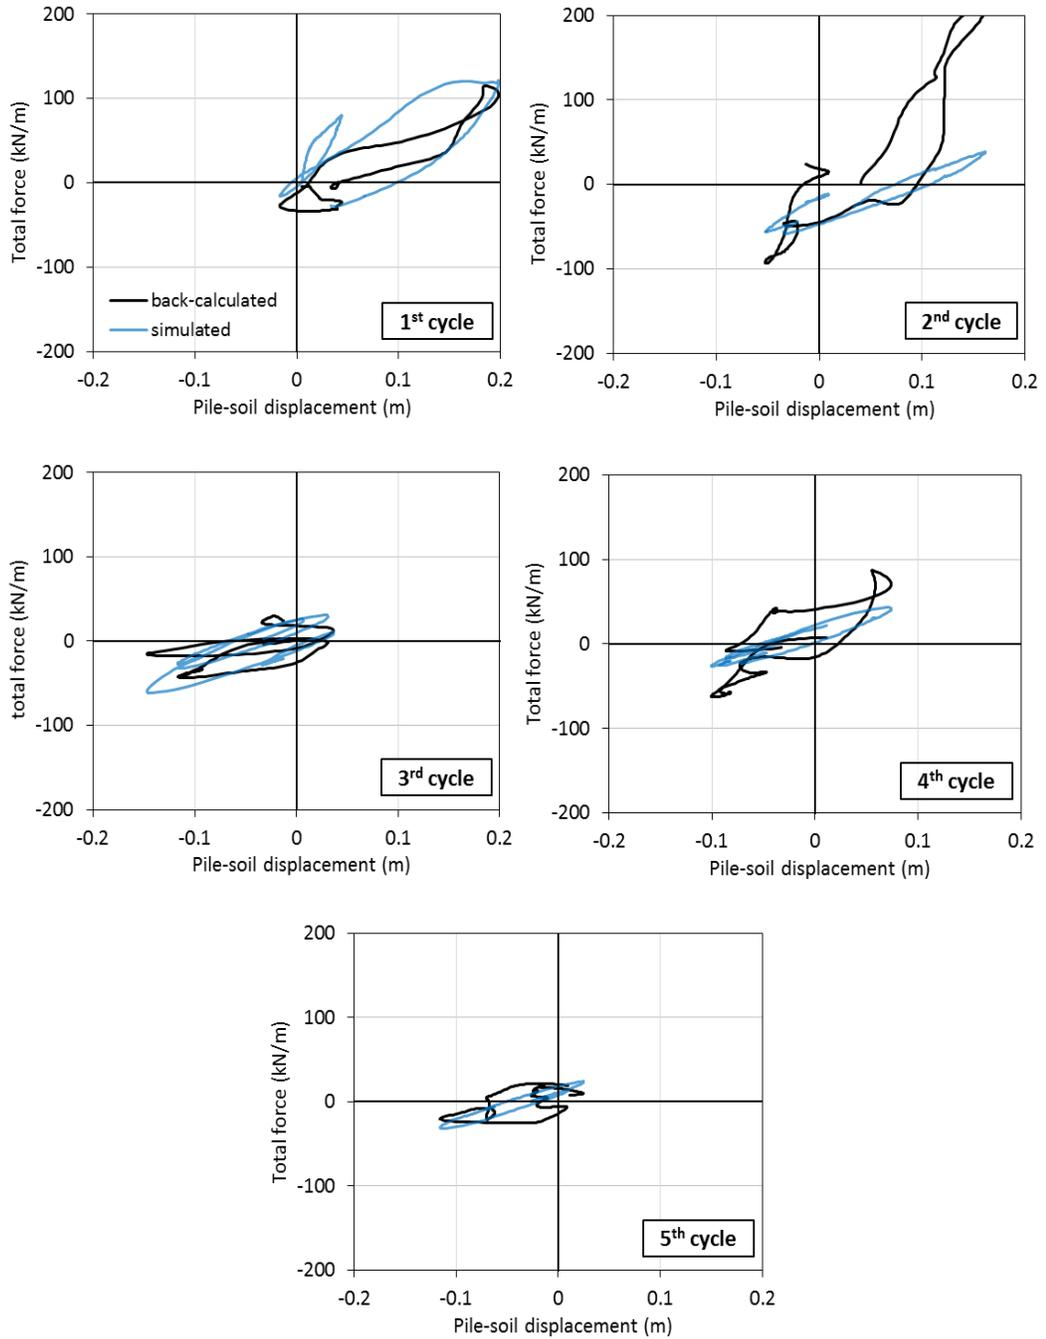 200
100
0
-100
-200
Total force (kN/m)
back-calculated
simulated
1st cycle
-0.2 -0.1 0 0.1 0.2
Pile-soil displacement (m)
200
100
0
-100
-200
Total force (kN/m)
2nd cycle
-0.2 -0.1 0 0.1 0.2
Pile-soil displacement (m)
200
100
0
-100
-200
total force (kN/m)
3rd cycle
-0.2 -0.1 0 0.1 0.2
Pile-soil displacement (m)
200
100
0
-100
-200
Total force (kN/m)
4th cycle
-0.2 -0.1 0 0.1 0.2
Pile-soil displacement (m)
200
100
0
-100
-200
Total force (kN/m)
5th cycle
-0.2 -0.1 0 0.1 0.2
Pile-soil displacement (m)